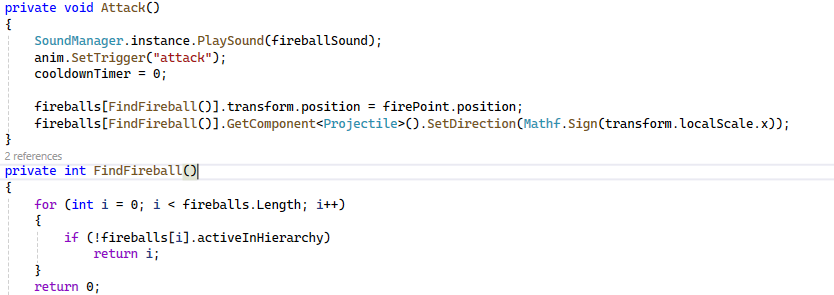 private void Attack()
{
    SoundManager.instance.PlaySound(fireballSound);
    anim.SetTrigger("attack");
    cooldownTimer = 0;

    fireballs[FindFireball()].transform.position = firePoint.position;
    fireballs[FindFireball()].GetComponent<Projectile>().SetDirection(Mathf.Sign(transform.localScale.x));
}
2 references
private int FindFireball()
{
    for (int i = 0; i < fireballs.Length; i++)
    {
        if (!fireballs[i].activeInHierarchy)
            return i;
    }
    return 0;